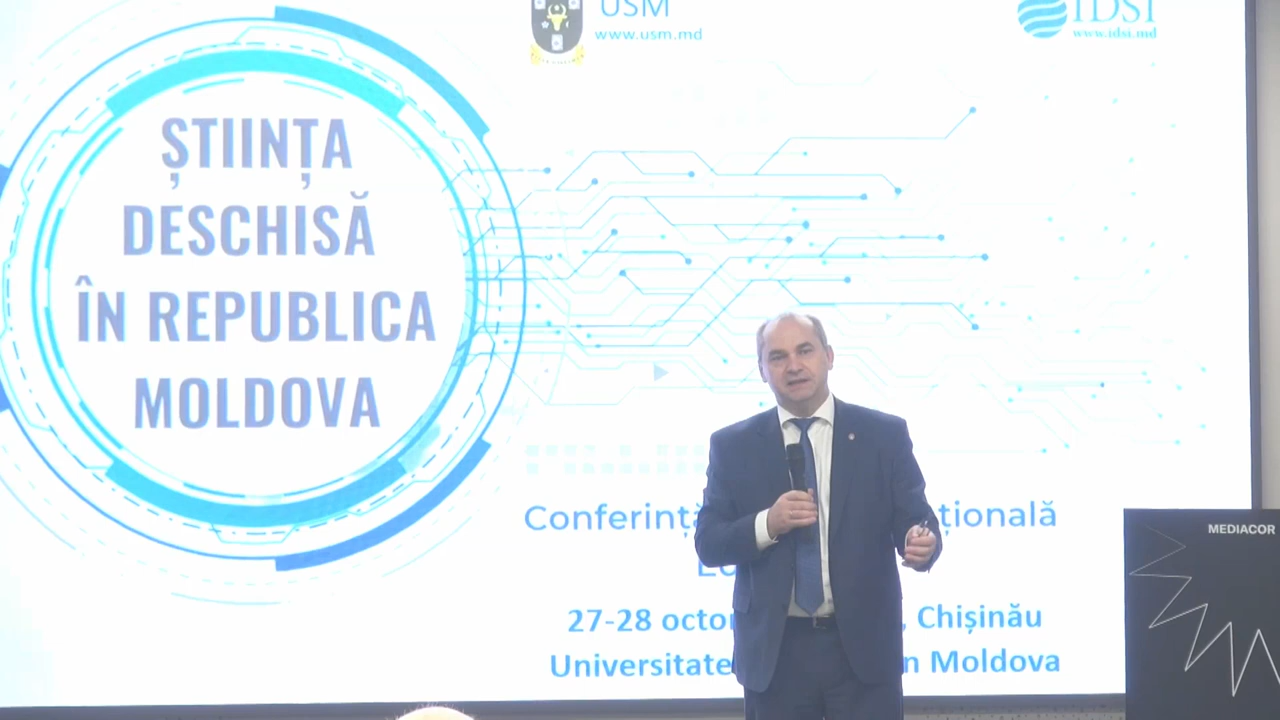 USM
www.usm.md
IDSI
www.idsi.md
ȘTIINȚA
DESCHISĂ
ÎN REPUBLICA
MOLDOVA
Conferinț țională
27-28 octo , Chișinău
Universitate n Moldova
MEDIACOR